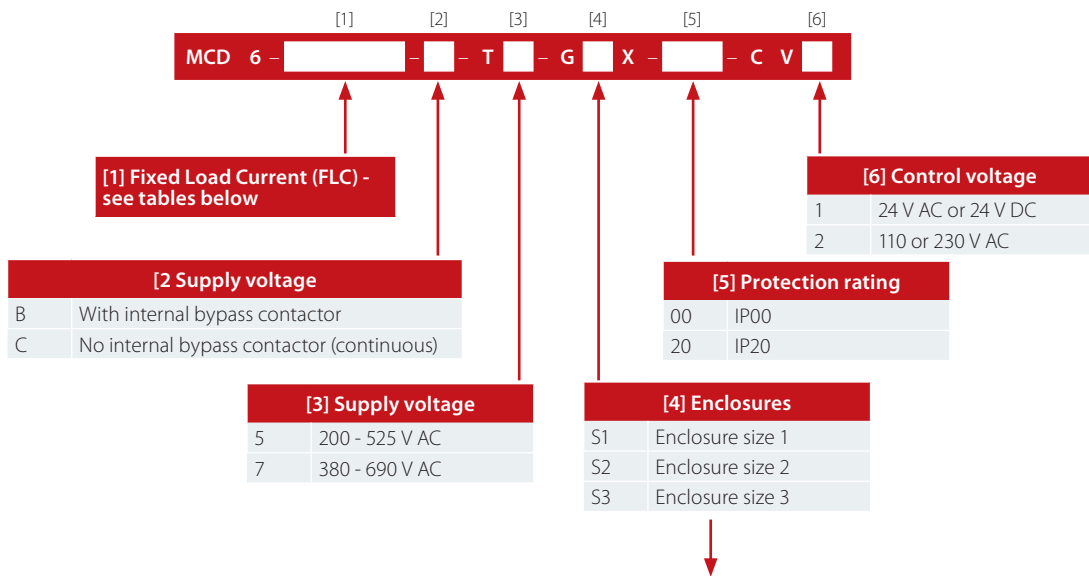 [1] [2] [3] [4] [5] [6]
MCD 6 – – – T – G X – – C V
[1] Fixed Load Current (FLC) -
see tables below
[6] Control voltage
1 24 V AC or 24 V DC
2 110 or 230 V AC
[2 Supply voltage
B With internal bypass contactor
C No internal bypass contactor (continuous)
[5] Protection rating
00 IP00
20 IP20
[3] Supply voltage
5 200 - 525 V AC
7 380 - 690 V AC
[4] Enclosures
S1 Enclosure size 1
S2 Enclosure size 2
S3 Enclosure size 3